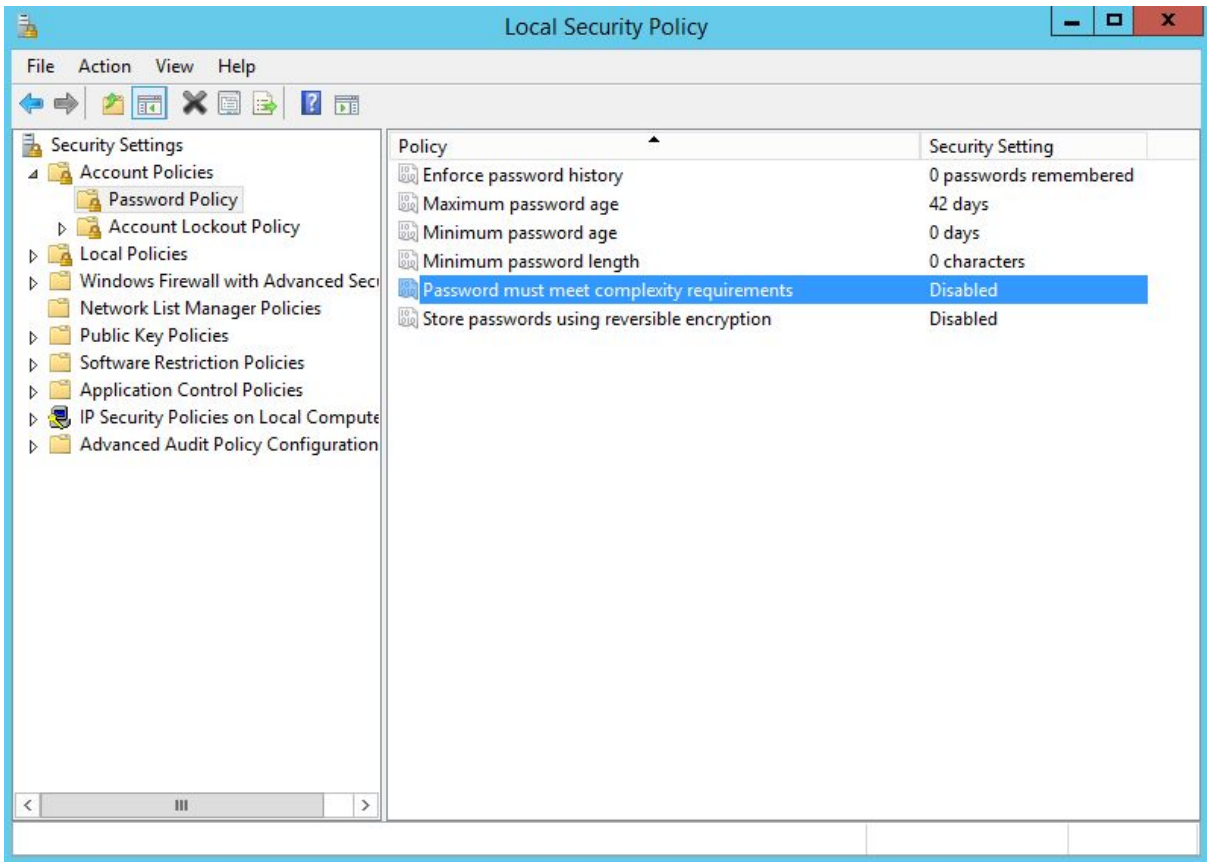 Local Security Policy
File Action View Help
Security Settings
Account Policies
Password Policy
Account Lockout Policy
Local Policies
Windows Firewall with Advanced Secu
Network List Manager Policies
Public Key Policies
Software Restriction Policies
Application Control Policies
IP Security Policies on Local Compute
Advanced Audit Policy Configuration
Policy Security Setting
Enforce password history 0 passwords remembered
Maximum password age 42 days
Minimum password age 0 days
Minimum password length 0 characters
Password must meet complexity requirements Disabled
Store passwords using reversible encryption Disabled